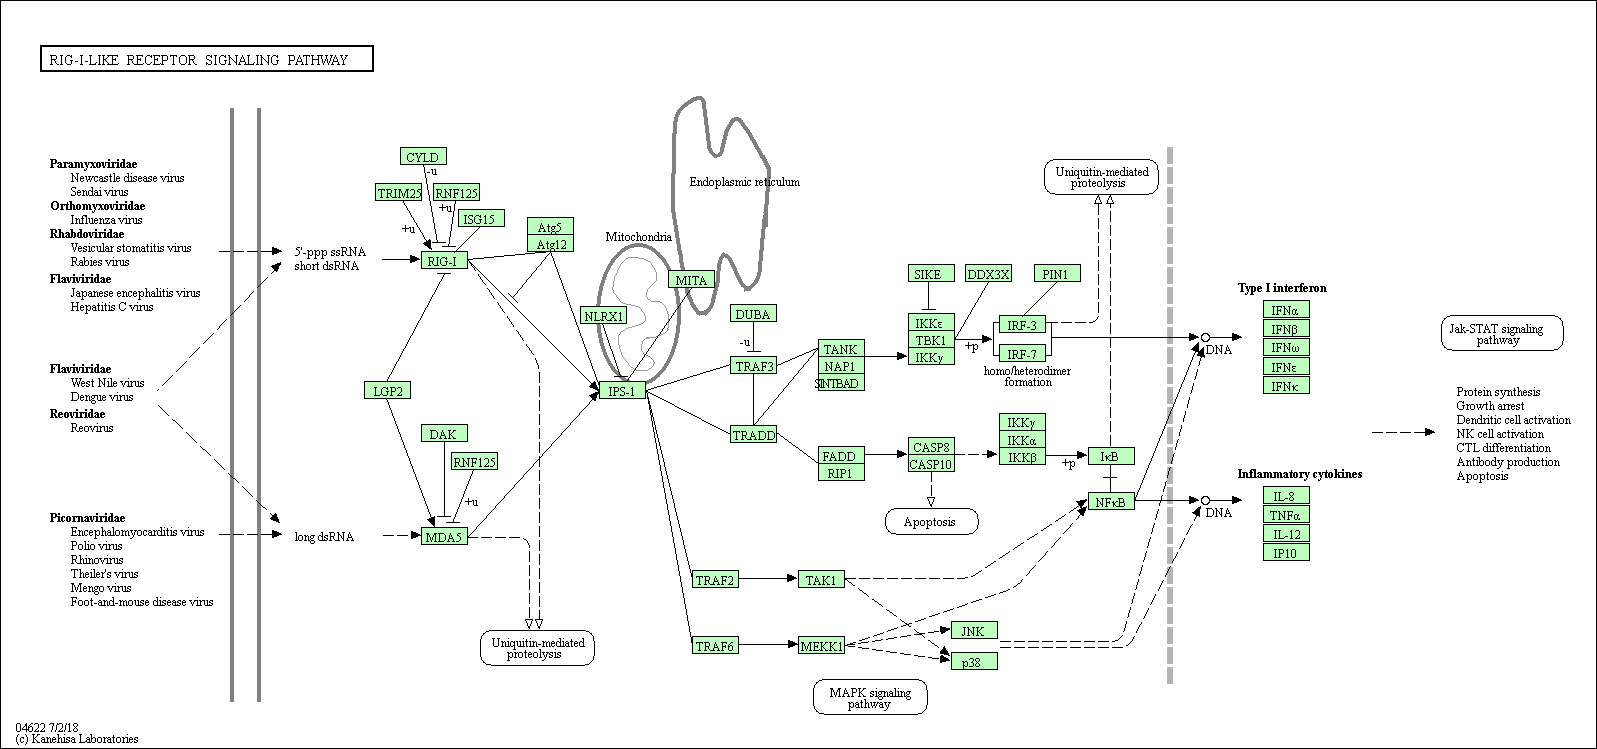 RIG-I-LIKE RECEPTOR SIGNALING PATHWAY
Paramyxoviridae
Newcastle disease virus
Sendai virus
Orthomyxoviridae
Influenza virus
Rhabdoviridae
Vesicular stomatitis virus
Rabies virus
Flaviviridae
Japanese encephalitis virus
Hepatitis C virus
Flaviviridae
West Nile virus
Dengue virus
Reoviridae
Reovirus
Picornaviridae
Encephalomyocarditis virus
Polio virus
Rhinovirus
Theiler's virus
Mengo virus
Foot-and-mouse disease virus
5'-ppp ssRNA
short dsRNA
long dsRNA
CYLD
-u
TRIM25
RNF125
+u
+u
ISG15
RIG-I
Atg5
Atg12
LGP2
DAK
RNF125
+u
MDA5
Uniquitin-mediated
proteolysis
Mitochondria
Endoplasmic reticulum
MITA
NLRX1
IPS-1
DUBA
-u
TRAF3
TRADD
TANK
NAP1
SINTBAD
FADD
RIP1
TRAF2
TAK1
TRAF6
MEKK1
MAPK signaling
pathway
SIKE
DDX3X
PIN1
IKKε
TBK1
IKKγ
+p
IRF-3
IRF-7
homo/heterodimer
formation
CASP8
CASP10
Apoptosis
IKKγ
IKKα
IKKβ
+p
IκB
NFκB
JNK
p38
Uniquitin-mediated
proteolysis
DNA
DNA
Type I interferon
IFNα
IFNβ
IFNω
IFNε
IFNκ
Inflammatory cytokines
IL-8
TNFα
IL-12
IP10
Jak-STAT signaling
pathway
Protein synthesis
Growth arrest
Dendritic cell activation
NK cell activation
CTL differentiation
Antibody production
Apoptosis
04622 7/2/18
(c) Kanehisa Laboratories